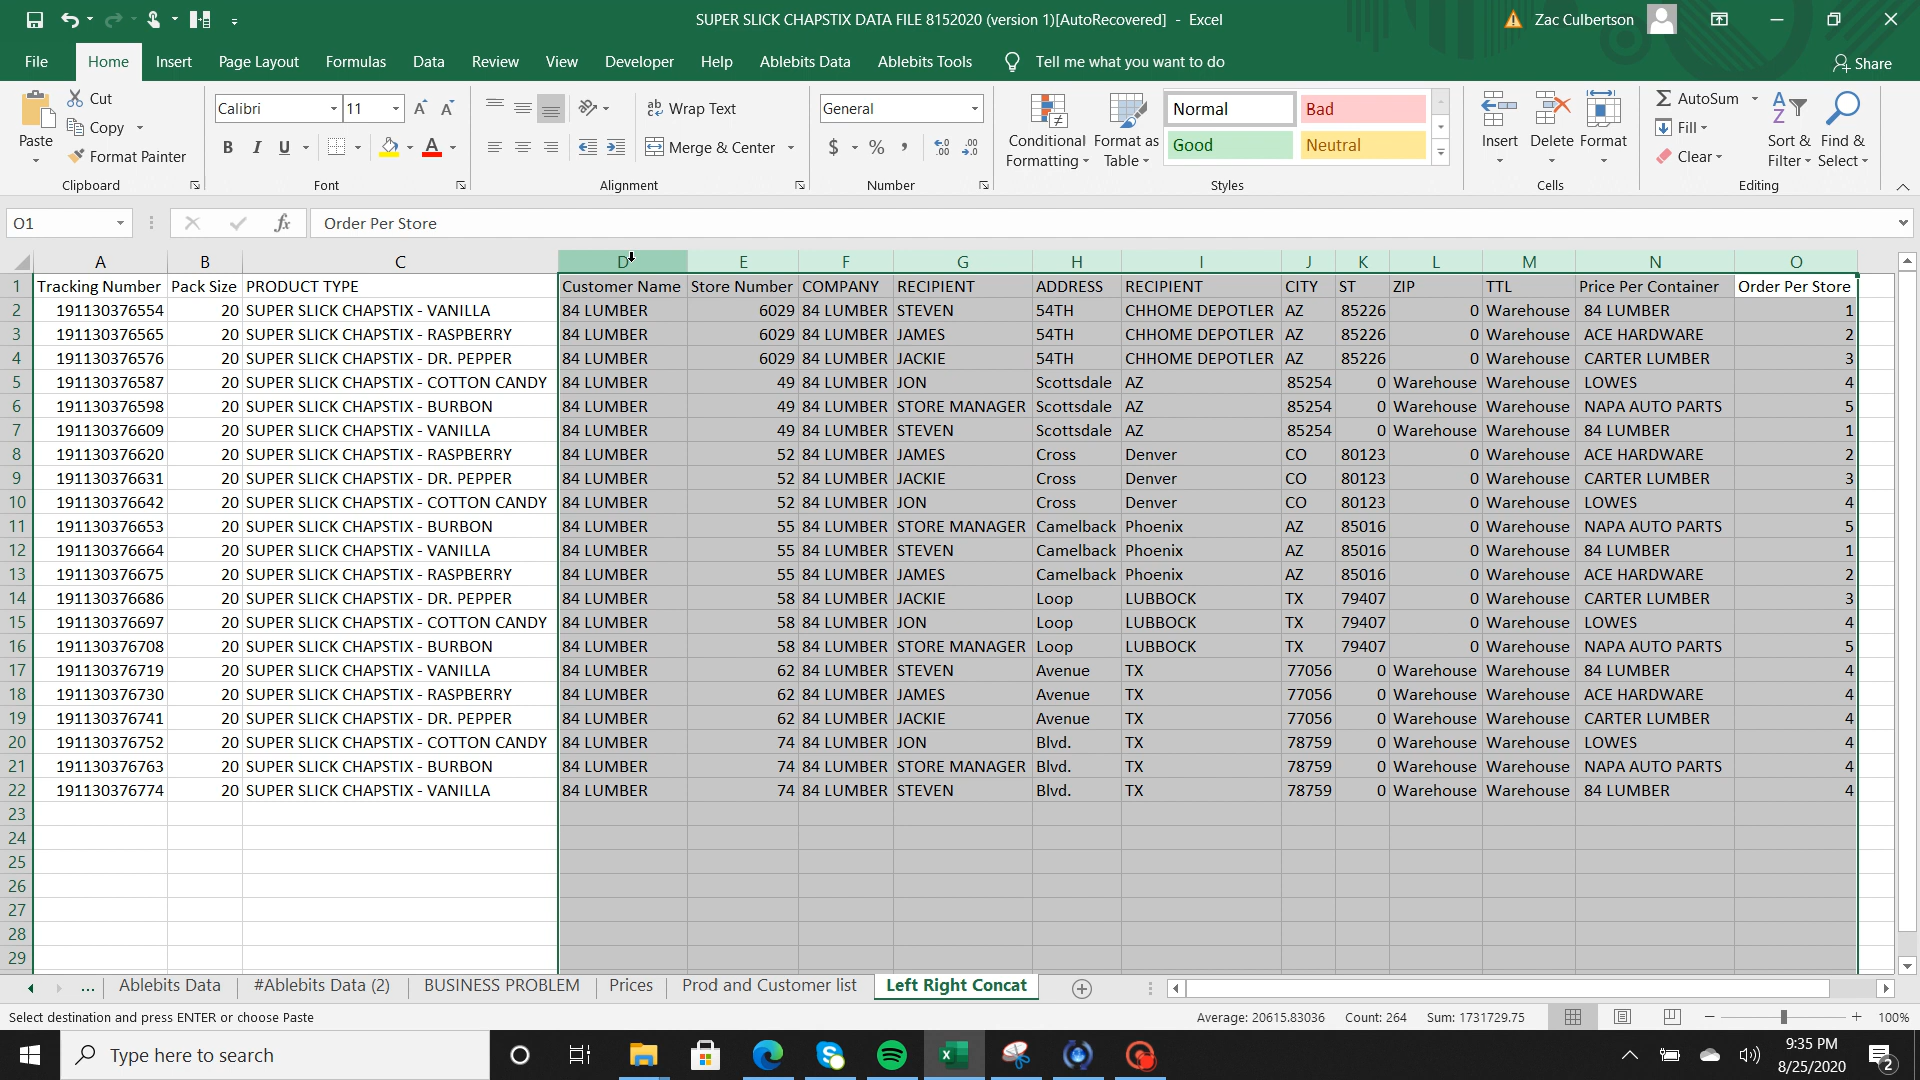 SUPER SLICK CHAPSTIX DATA FILE 8152020 (version 1)[AutoRecovered] - Excel
Zac Culbertson
File Home Insert Page Layout Formulas Data Review View Developer Help Ablebits Data Ablebits Tools Tell me what you want to do Share
Paste
Cut
Copy
Format Painter
Clipboard
Calibri 11
B I U
Font
Wrap Text
Merge & Center
Alignment
General
$ % ,
Number
Conditional Formatting
Format as Table
Normal Bad
Good Neutral
Styles
Insert Delete Format
Cells
AutoSum
Fill
Clear
Sort & Filter
Find & Select
Editing
O1 fx Order Per Store
A B C D E F G H I J K L M N O
1 Tracking Number Pack Size PRODUCT TYPE Customer Name Store Number COMPANY RECIPIENT ADDRESS RECIPIENT CITY ST ZIP TTL Price Per Container Order Per Store
2 191130376554 20 SUPER SLICK CHAPSTIX - VANILLA 84 LUMBER 6029 84 LUMBER STEVEN 54TH CHHOME DEPOTLER AZ 85226 0 Warehouse 84 LUMBER 1
3 191130376565 20 SUPER SLICK CHAPSTIX - RASPBERRY 84 LUMBER 6029 84 LUMBER JAMES 54TH CHHOME DEPOTLER AZ 85226 0 Warehouse ACE HARDWARE 2
4 191130376576 20 SUPER SLICK CHAPSTIX - DR. PEPPER 84 LUMBER 6029 84 LUMBER JACKIE 54TH CHHOME DEPOTLER AZ 85226 0 Warehouse CARTER LUMBER 3
5 191130376587 20 SUPER SLICK CHAPSTIX - COTTON CANDY 84 LUMBER 49 84 LUMBER JON Scottsdale AZ 85254 0 Warehouse Warehouse LOWES 4
6 191130376598 20 SUPER SLICK CHAPSTIX - BURBON 84 LUMBER 49 84 LUMBER STORE MANAGER Scottsdale AZ 85254 0 Warehouse Warehouse NAPA AUTO PARTS 5
7 191130376609 20 SUPER SLICK CHAPSTIX - VANILLA 84 LUMBER 49 84 LUMBER STEVEN Scottsdale AZ 85254 0 Warehouse Warehouse 84 LUMBER 1
8 191130376620 20 SUPER SLICK CHAPSTIX - RASPBERRY 84 LUMBER 52 84 LUMBER JAMES Cross Denver CO 80123 0 Warehouse ACE HARDWARE 2
9 191130376631 20 SUPER SLICK CHAPSTIX - DR. PEPPER 84 LUMBER 52 84 LUMBER JACKIE Cross Denver CO 80123 0 Warehouse CARTER LUMBER 3
10 191130376642 20 SUPER SLICK CHAPSTIX - COTTON CANDY 84 LUMBER 52 84 LUMBER JON Cross Denver CO 80123 0 Warehouse LOWES 4
11 191130376653 20 SUPER SLICK CHAPSTIX - BURBON 84 LUMBER 55 84 LUMBER STORE MANAGER Camelback Phoenix AZ 85016 0 Warehouse NAPA AUTO PARTS 5
12 191130376664 20 SUPER SLICK CHAPSTIX - VANILLA 84 LUMBER 55 84 LUMBER STEVEN Camelback Phoenix AZ 85016 0 Warehouse 84 LUMBER 1
13 191130376675 20 SUPER SLICK CHAPSTIX - RASPBERRY 84 LUMBER 55 84 LUMBER JAMES Camelback Phoenix AZ 85016 0 Warehouse ACE HARDWARE 2
14 191130376686 20 SUPER SLICK CHAPSTIX - DR. PEPPER 84 LUMBER 58 84 LUMBER JACKIE Loop LUBBOCK TX 79407 0 Warehouse CARTER LUMBER 3
15 191130376697 20 SUPER SLICK CHAPSTIX - COTTON CANDY 84 LUMBER 58 84 LUMBER JON Loop LUBBOCK TX 79407 0 Warehouse LOWES 4
16 191130376708 20 SUPER SLICK CHAPSTIX - BURBON 84 LUMBER 58 84 LUMBER STORE MANAGER Loop LUBBOCK TX 79407 0 Warehouse NAPA AUTO PARTS 5
17 191130376719 20 SUPER SLICK CHAPSTIX - VANILLA 84 LUMBER 62 84 LUMBER STEVEN Avenue TX 77056 0 Warehouse Warehouse 84 LUMBER 4
18 191130376730 20 SUPER SLICK CHAPSTIX - RASPBERRY 84 LUMBER 62 84 LUMBER JAMES Avenue TX 77056 0 Warehouse Warehouse ACE HARDWARE 4
19 191130376741 20 SUPER SLICK CHAPSTIX - DR. PEPPER 84 LUMBER 62 84 LUMBER JACKIE Avenue TX 77056 0 Warehouse Warehouse CARTER LUMBER 4
20 191130376752 20 SUPER SLICK CHAPSTIX - COTTON CANDY 84 LUMBER 74 84 LUMBER JON Blvd. TX 78759 0 Warehouse Warehouse LOWES 4
21 191130376763 20 SUPER SLICK CHAPSTIX - BURBON 84 LUMBER 74 84 LUMBER STORE MANAGER Blvd. TX 78759 0 Warehouse Warehouse NAPA AUTO PARTS 4
22 191130376774 20 SUPER SLICK CHAPSTIX - VANILLA 84 LUMBER 74 84 LUMBER STEVEN Blvd. TX 78759 0 Warehouse Warehouse 84 LUMBER 4
23
24
25
26
27
28
29
... Ablebits Data #Ablebits Data (2) BUSINESS PROBLEM Prices Prod and Customer list Left Right Concat
Select destination and press ENTER or choose Paste Average: 20615.83036 Count: 264 Sum: 1731729.75 100%
Type here to search
9:35 PM
8/25/2020
2